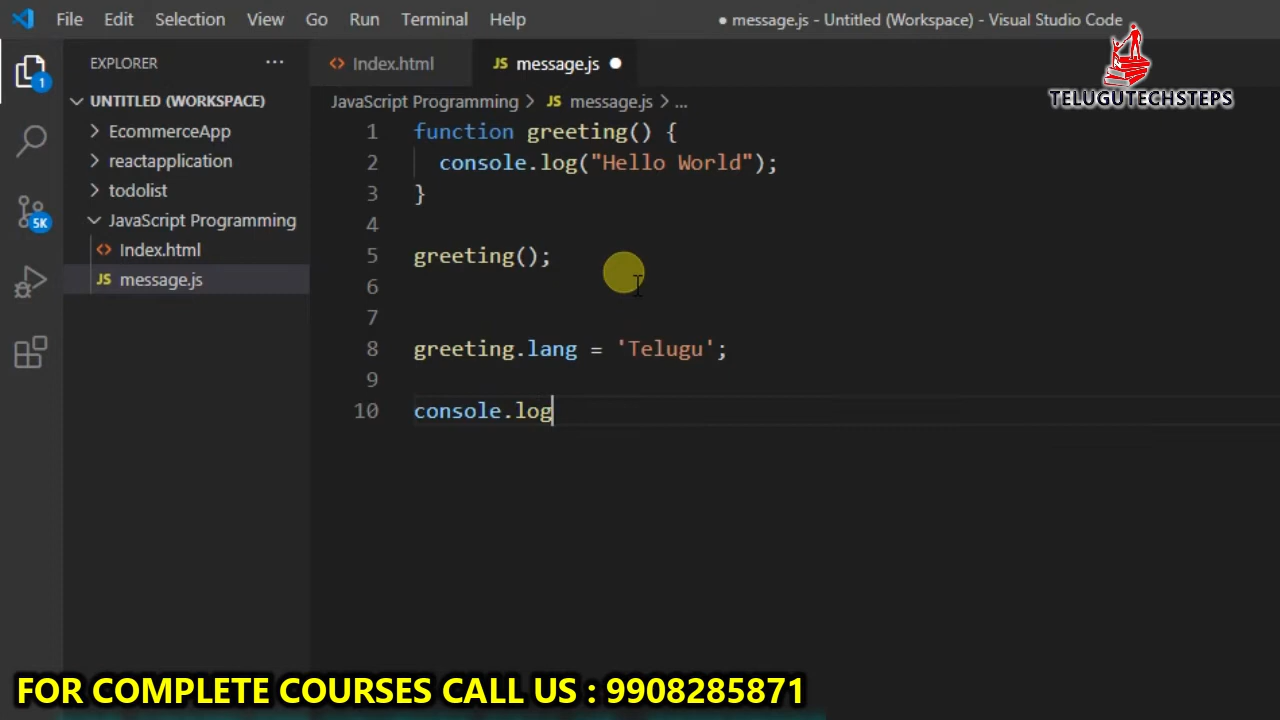 File Edit Selection View Go Run Terminal Help ● message.js - Untitled (Workspace) - Visual Studio Code
TELUGUTECHSTEPS
EXPLORER ···
1
UNTITLED (WORKSPACE)
EcommerceApp
reactapplication
todolist
JavaScript Programming
Index.html
JS message.js
5K
Index.html JS message.js ●
JavaScript Programming > JS message.js > ...
1 function greeting() {
2 console.log("Hello World");
3 }
4
5 greeting();
6
7
8 greeting.lang = 'Telugu';
9
10 console.log
FOR COMPLETE COURSES CALL US : 9908285871